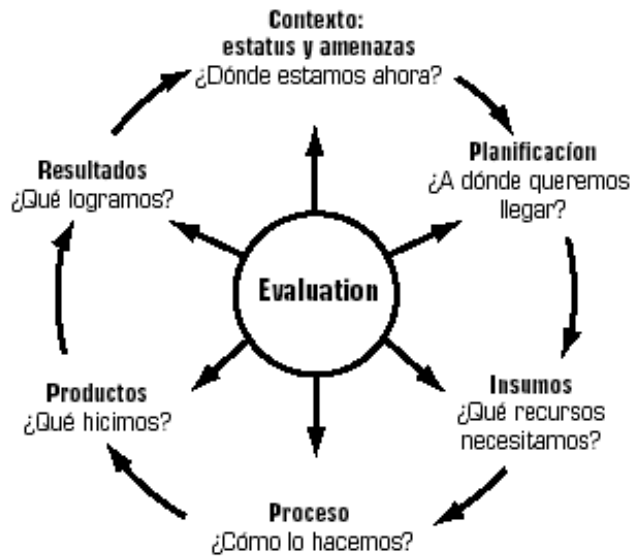 Contexto:
estatus y amenazas
¿Dónde estamos ahora?
Planificacíon
¿A dónde queremos
llegar?
Insumos
¿Qué recursos
necesitamos?
Proceso
¿Cómo lo hacemos?
Productos
¿Qué hicimos?
Resultados
¿Qué logramos?
Evaluation